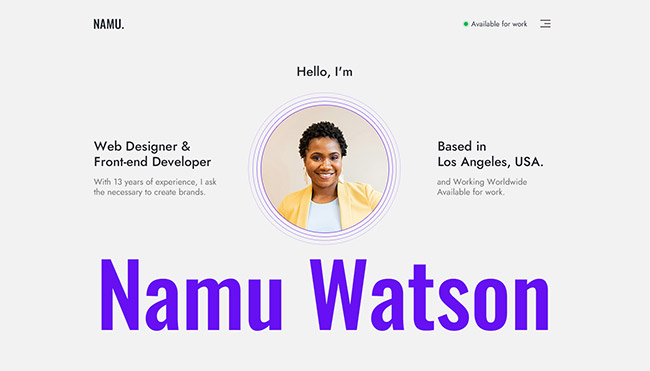 NAMU.
Available for work
Hello, I'm
Web Designer &
Front-end Developer
With 13 years of experience, I ask
the necessary to create brands.
Based in
Los Angeles, USA.
and Working Worldwide
Available for work.
Namu Watson